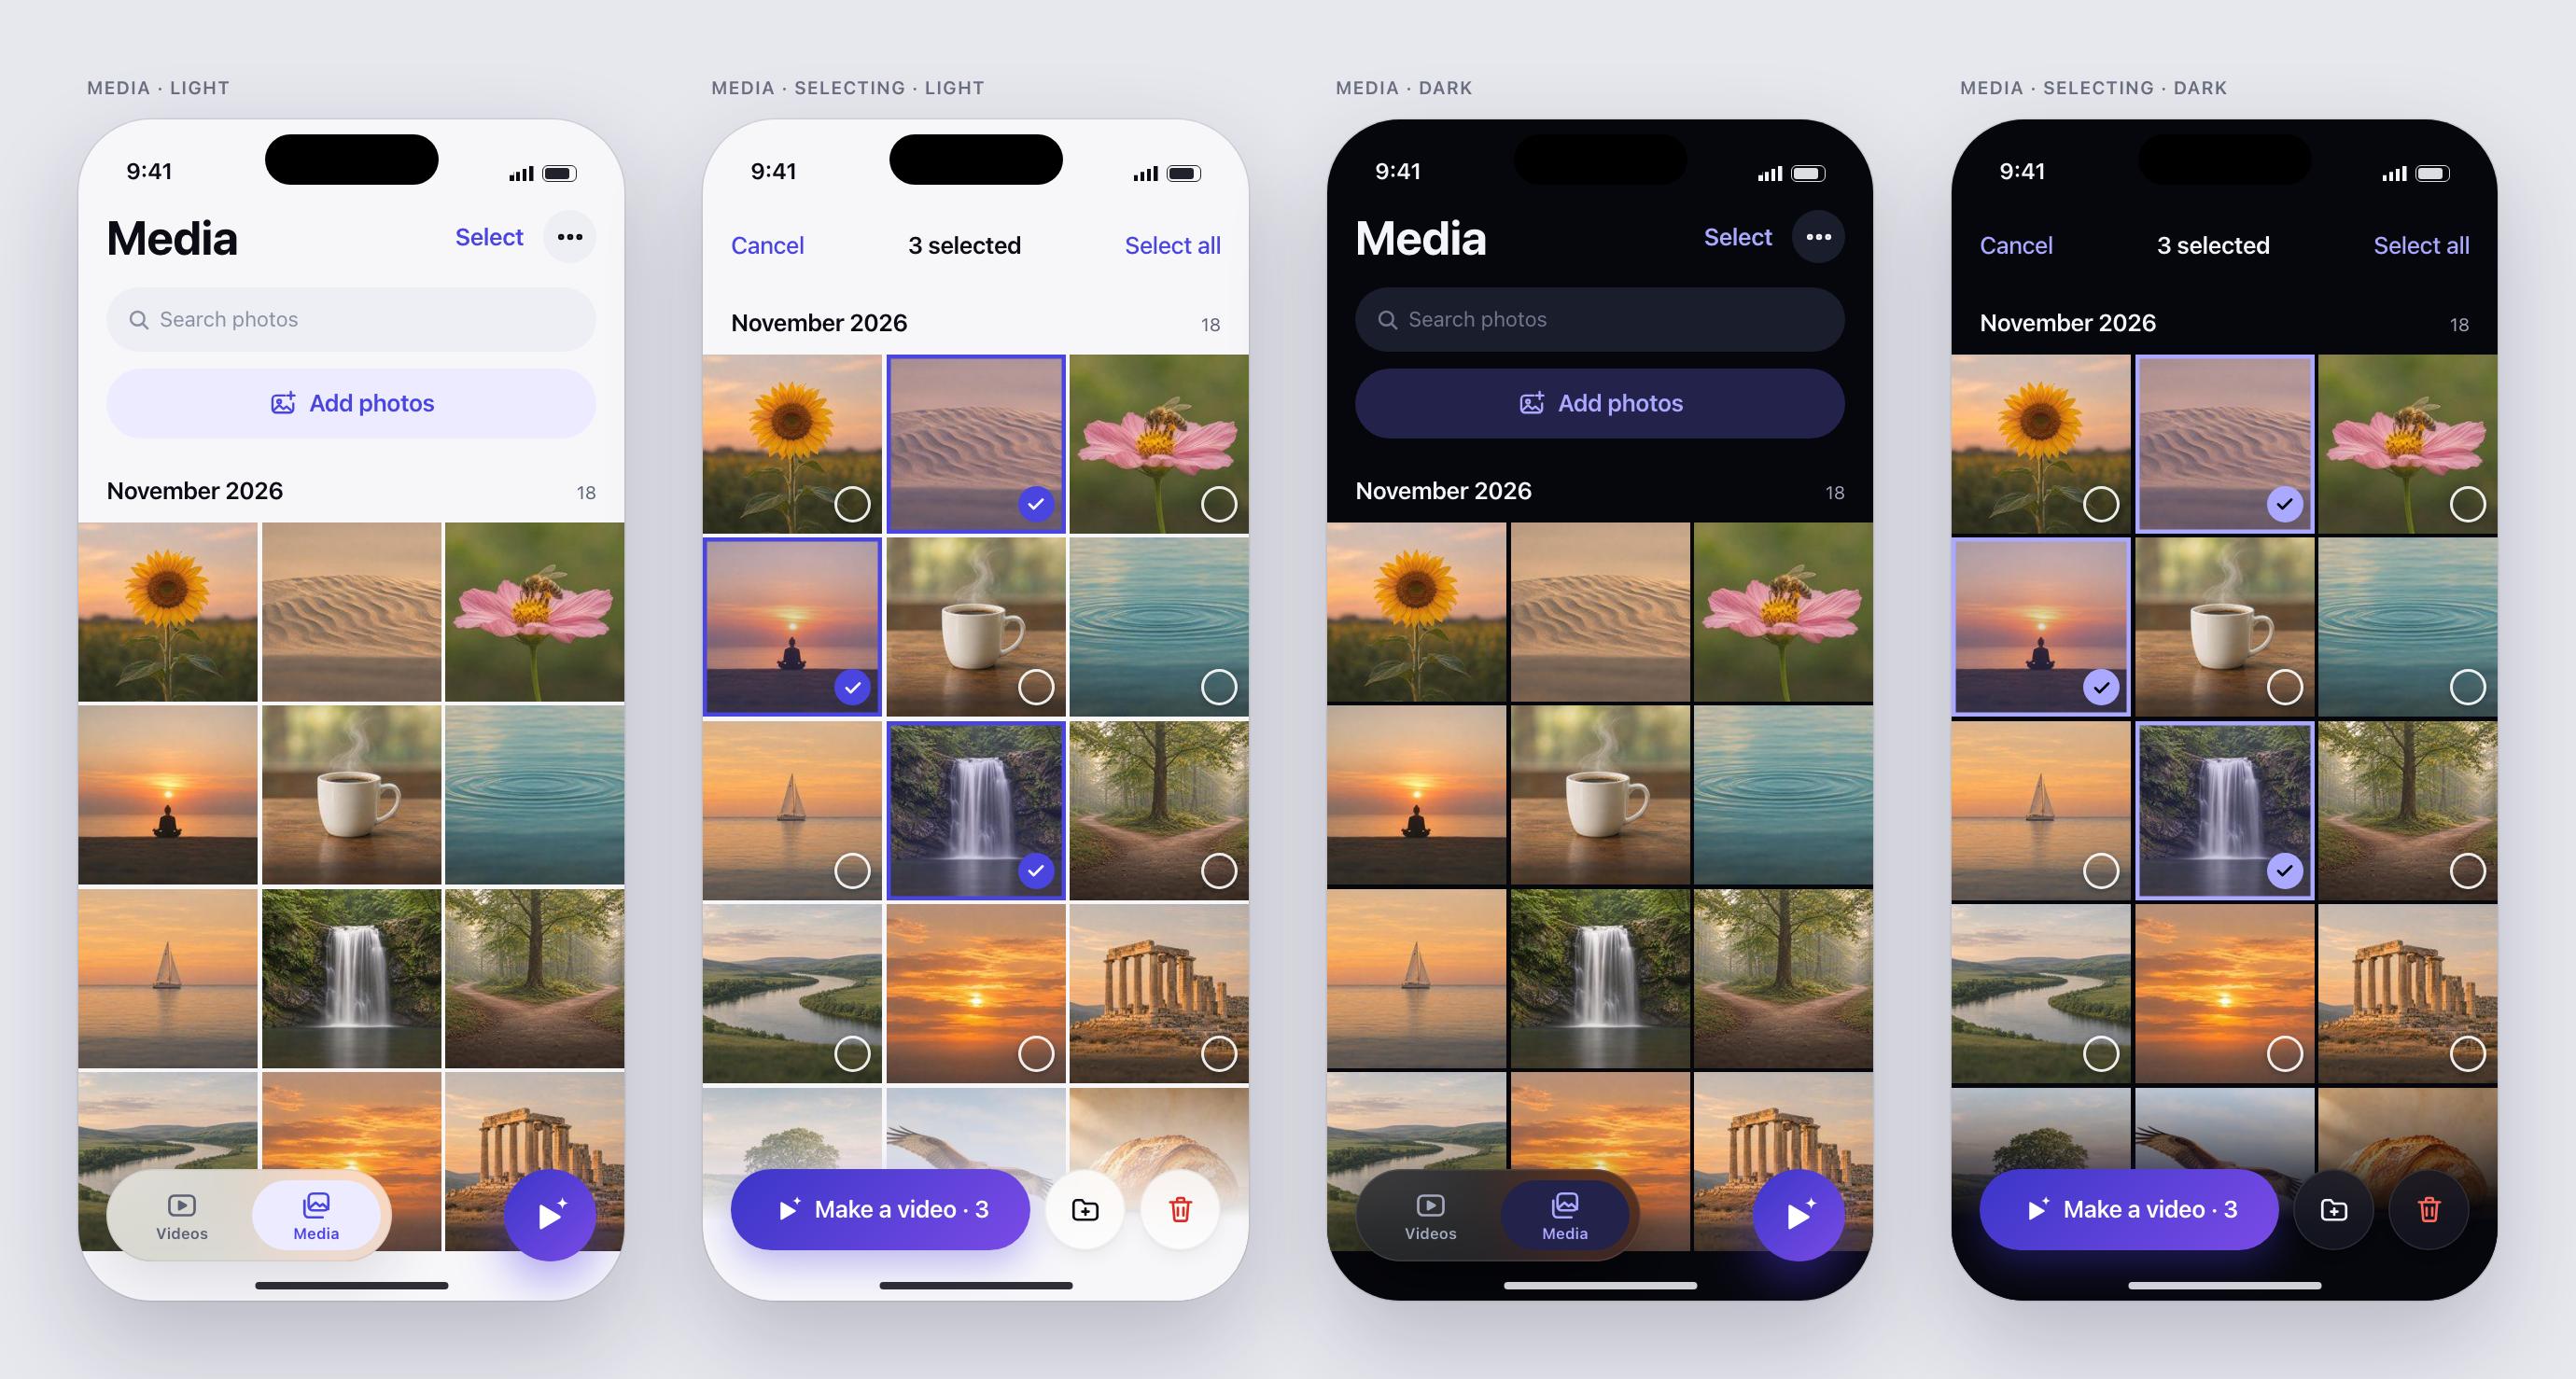 MEDIA · LIGHT
9:41
Media
Select
Search photos
Add photos
November 2026
18
Videos
Media
MEDIA · SELECTING · LIGHT
9:41
Cancel
3 selected
Select all
November 2026
18
Make a video · 3
MEDIA · DARK
9:41
Media
Select
Search photos
Add photos
November 2026
18
Videos
Media
MEDIA · SELECTING · DARK
9:41
Cancel
3 selected
Select all
November 2026
18
Make a video · 3